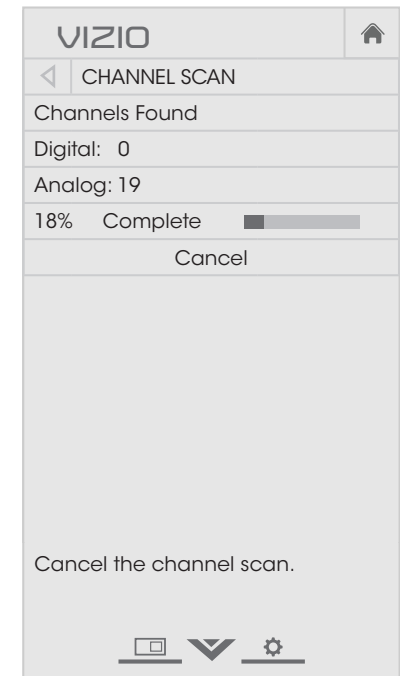 VIZIO
CHANNEL SCAN
Channels Found
Digital: 0
Analog: 19
18% Complete
Cancel
Cancel the channel scan.